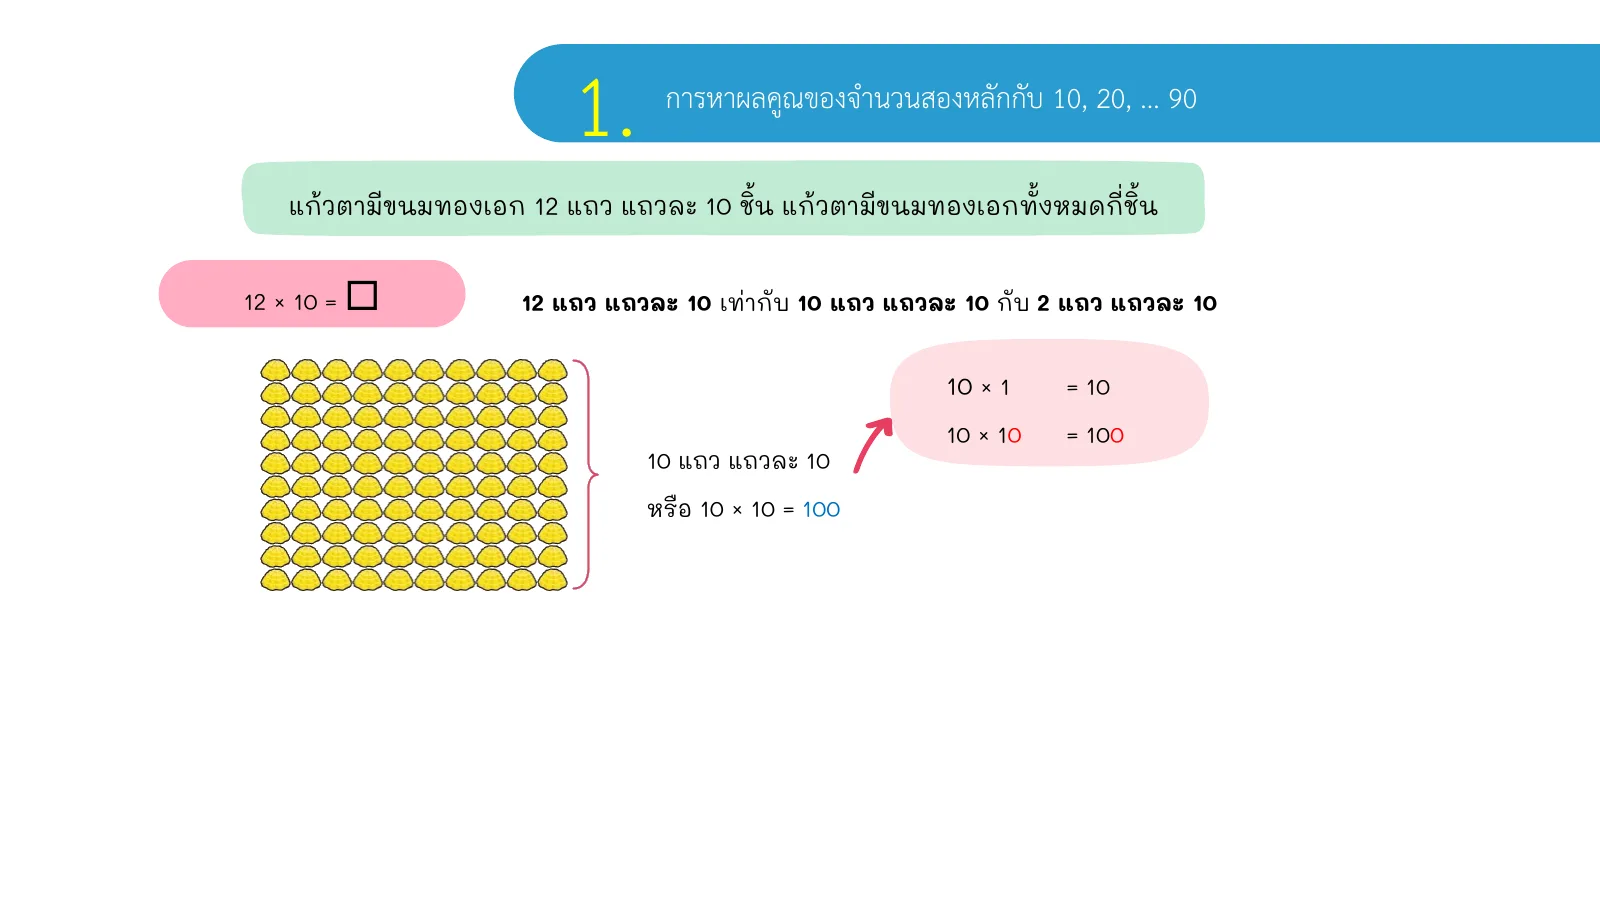 1. การหาผลคูณของจำนวนสองหลักกับ 10, 20, ... 90
แก้วตามีขนมทองเอก 12 แถว แถวละ 10 ชิ้น แก้วตามีขนมทองเอกทั้งหมดกี่ชิ้น
12 × 10 = □
12 แถว แถวละ 10 เท่ากับ 10 แถว แถวละ 10 กับ 2 แถว แถวละ 10
10 × 1 = 10
10 × 10 = 100
10 แถว แถวละ 10
หรือ 10 × 10 = 100